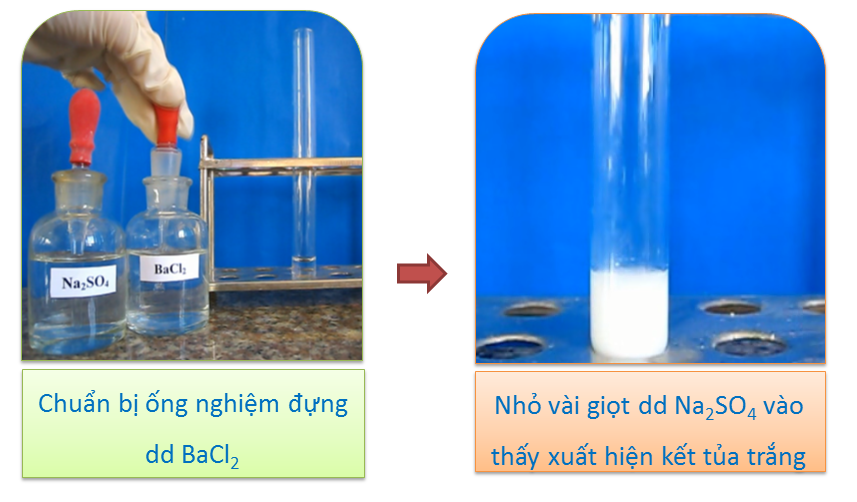 Na₂SO₄
BaCl₂
Chuẩn bị ống nghiệm đựng
dd BaCl₂
Nhỏ vài giọt dd Na₂SO₄ vào
thấy xuất hiện kết tủa trắng